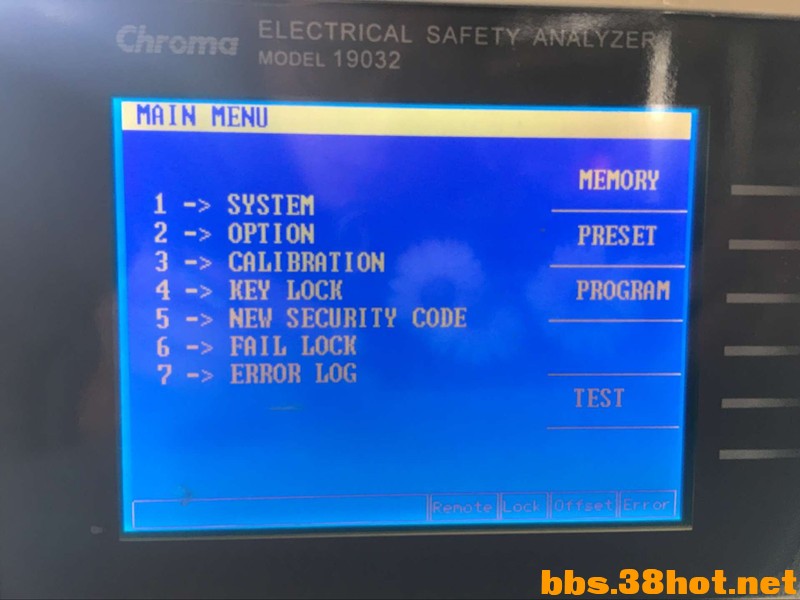 Chroma
ELECTRICAL SAFETY ANALYZER
MODEL 19032
MAIN MENU
1 -> SYSTEM
2 -> OPTION
3 -> CALIBRATION
4 -> KEY LOCK
5 -> NEW SECURITY CODE
6 -> FAIL LOCK
7 -> ERROR LOG
MEMORY
PRESET
PROGRAM
TEST
Remote Lock Offset Error
bbs.38hot.net